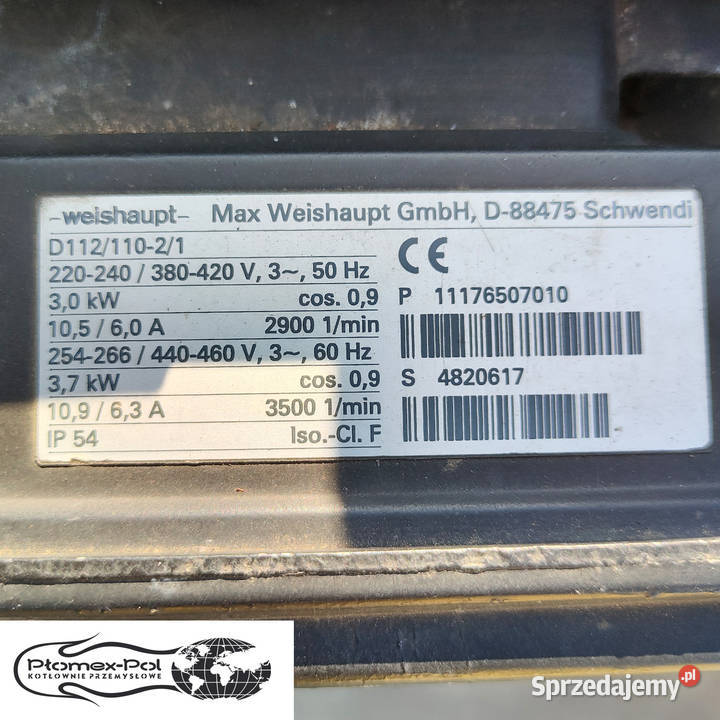 -weishaupt- Max Weishaupt GmbH, D-88475 Schwendi
D112/110-2/1
220-240 / 380-420 V, 3~, 50 Hz
3,0 kW cos. 0,9
10,5 / 6,0 A 2900 1/min
254-266 / 440-460 V, 3~, 60 Hz
3,7 kW cos. 0,9
10,9 / 6,3 A 3500 1/min
IP 54 Iso.-Cl. F
CE
P 11176507010
S 4820617
Płomex-Pol
KOTŁOWNIE PRZEMYSŁOWE
Sprzedajemy.pl